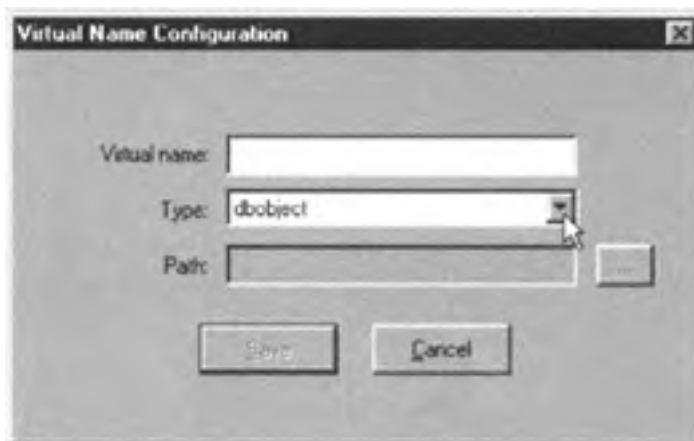 Virtual Name Configuration
Virtual name:
Type: dbobject
Path: ...
Save Cancel